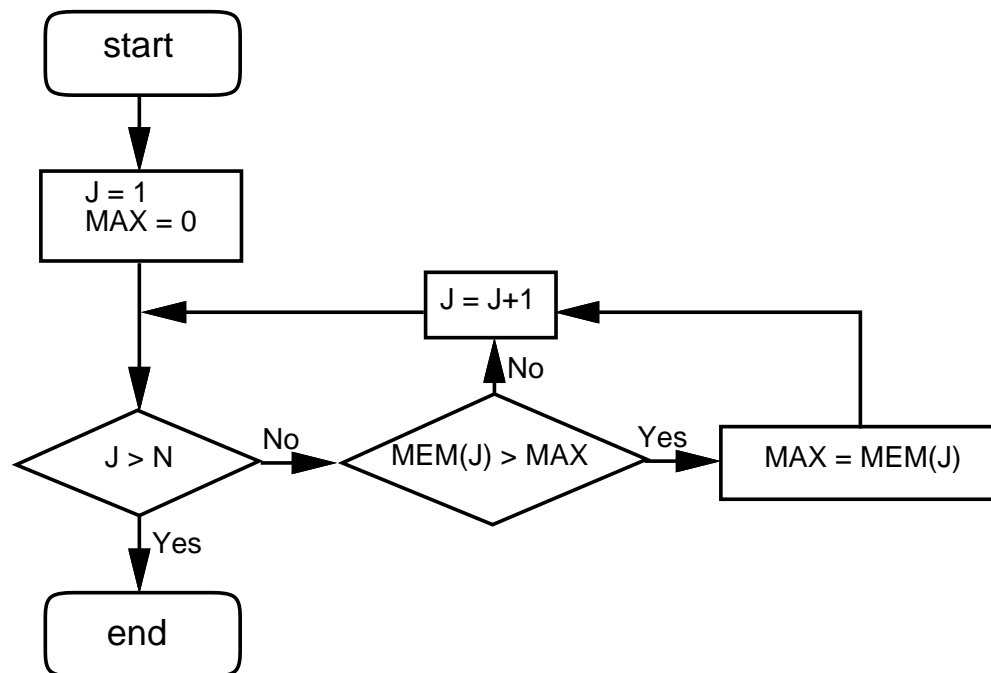 start
J = 1
MAX = 0
J = J+1
No
J > N
No
MEM(J) > MAX
Yes
MAX = MEM(J)
Yes
end